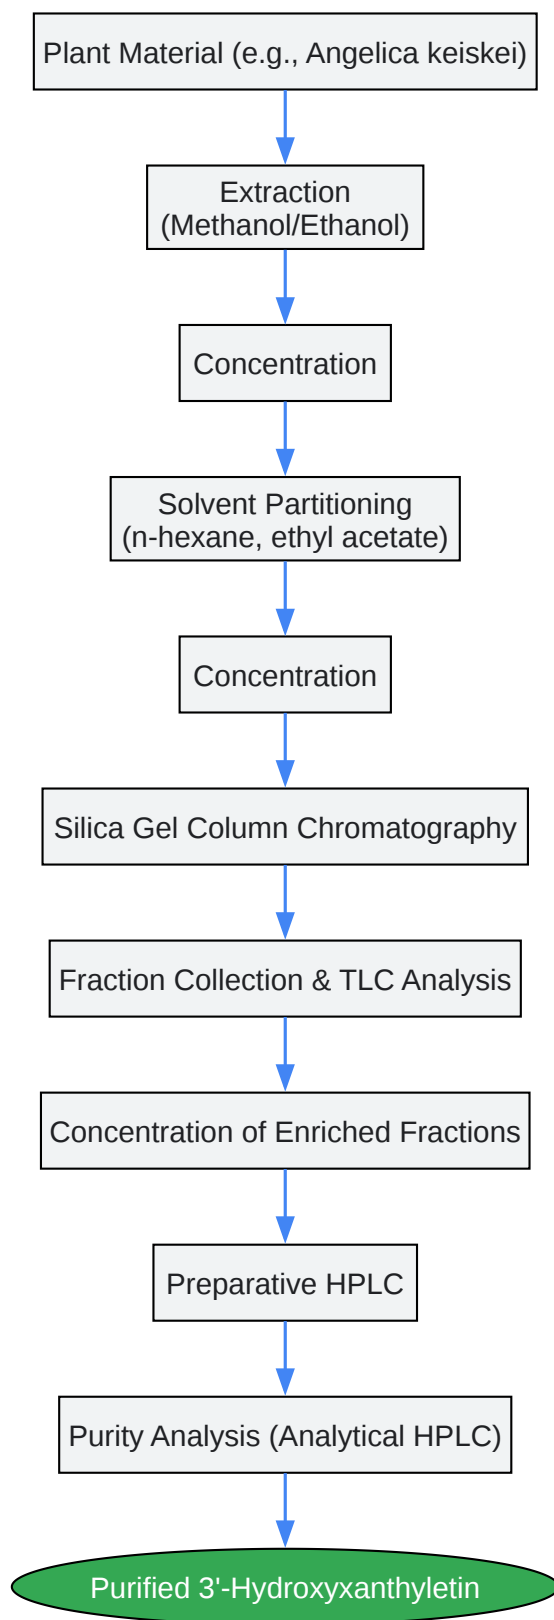 Plant Material (e.g., Angelica keiskei)
Extraction
(Methanol/Ethanol)
Concentration
Solvent Partitioning
(n-hexane, ethyl acetate)
Concentration
Silica Gel Column Chromatography
Fraction Collection & TLC Analysis
Concentration of Enriched Fractions
Preparative HPLC
Purity Analysis (Analytical HPLC)
Purified 3'-Hydroxyxanthyletin